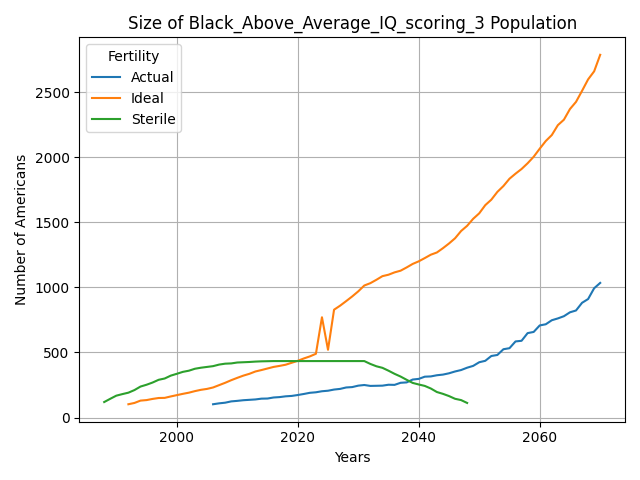 Size of Black_Above_Average_IQ_scoring_3 Population
Fertility
Actual
Ideal
Sterile
Number of Americans
2500
2000
1500
1000
500
0
2000
2020
2040
2060
Years